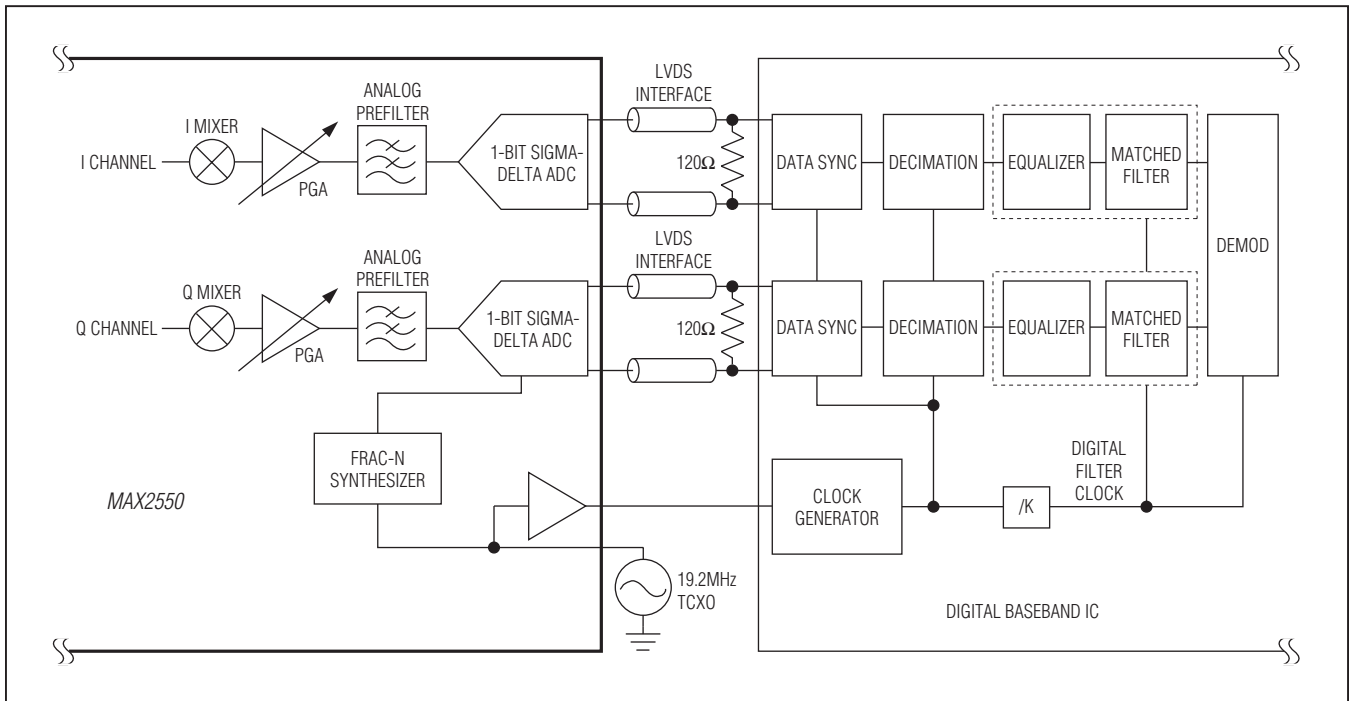 LVDS
INTERFACE
ANALOG
PREFILTER
I MIXER
I CHANNEL
PGA
1-BIT SIGMA-
DELTA ADC
120Ω
DATA SYNC
DECIMATION
EQUALIZER
MATCHED
FILTER
DEMOD
LVDS
INTERFACE
ANALOG
PREFILTER
Q MIXER
Q CHANNEL
PGA
1-BIT SIGMA-
DELTA ADC
120Ω
DATA SYNC
DECIMATION
EQUALIZER
MATCHED
FILTER
FRAC-N
SYNTHESIZER
MAX2550
CLOCK
GENERATOR
/K
DIGITAL
FILTER
CLOCK
19.2MHz
TCXO
DIGITAL BASEBAND IC